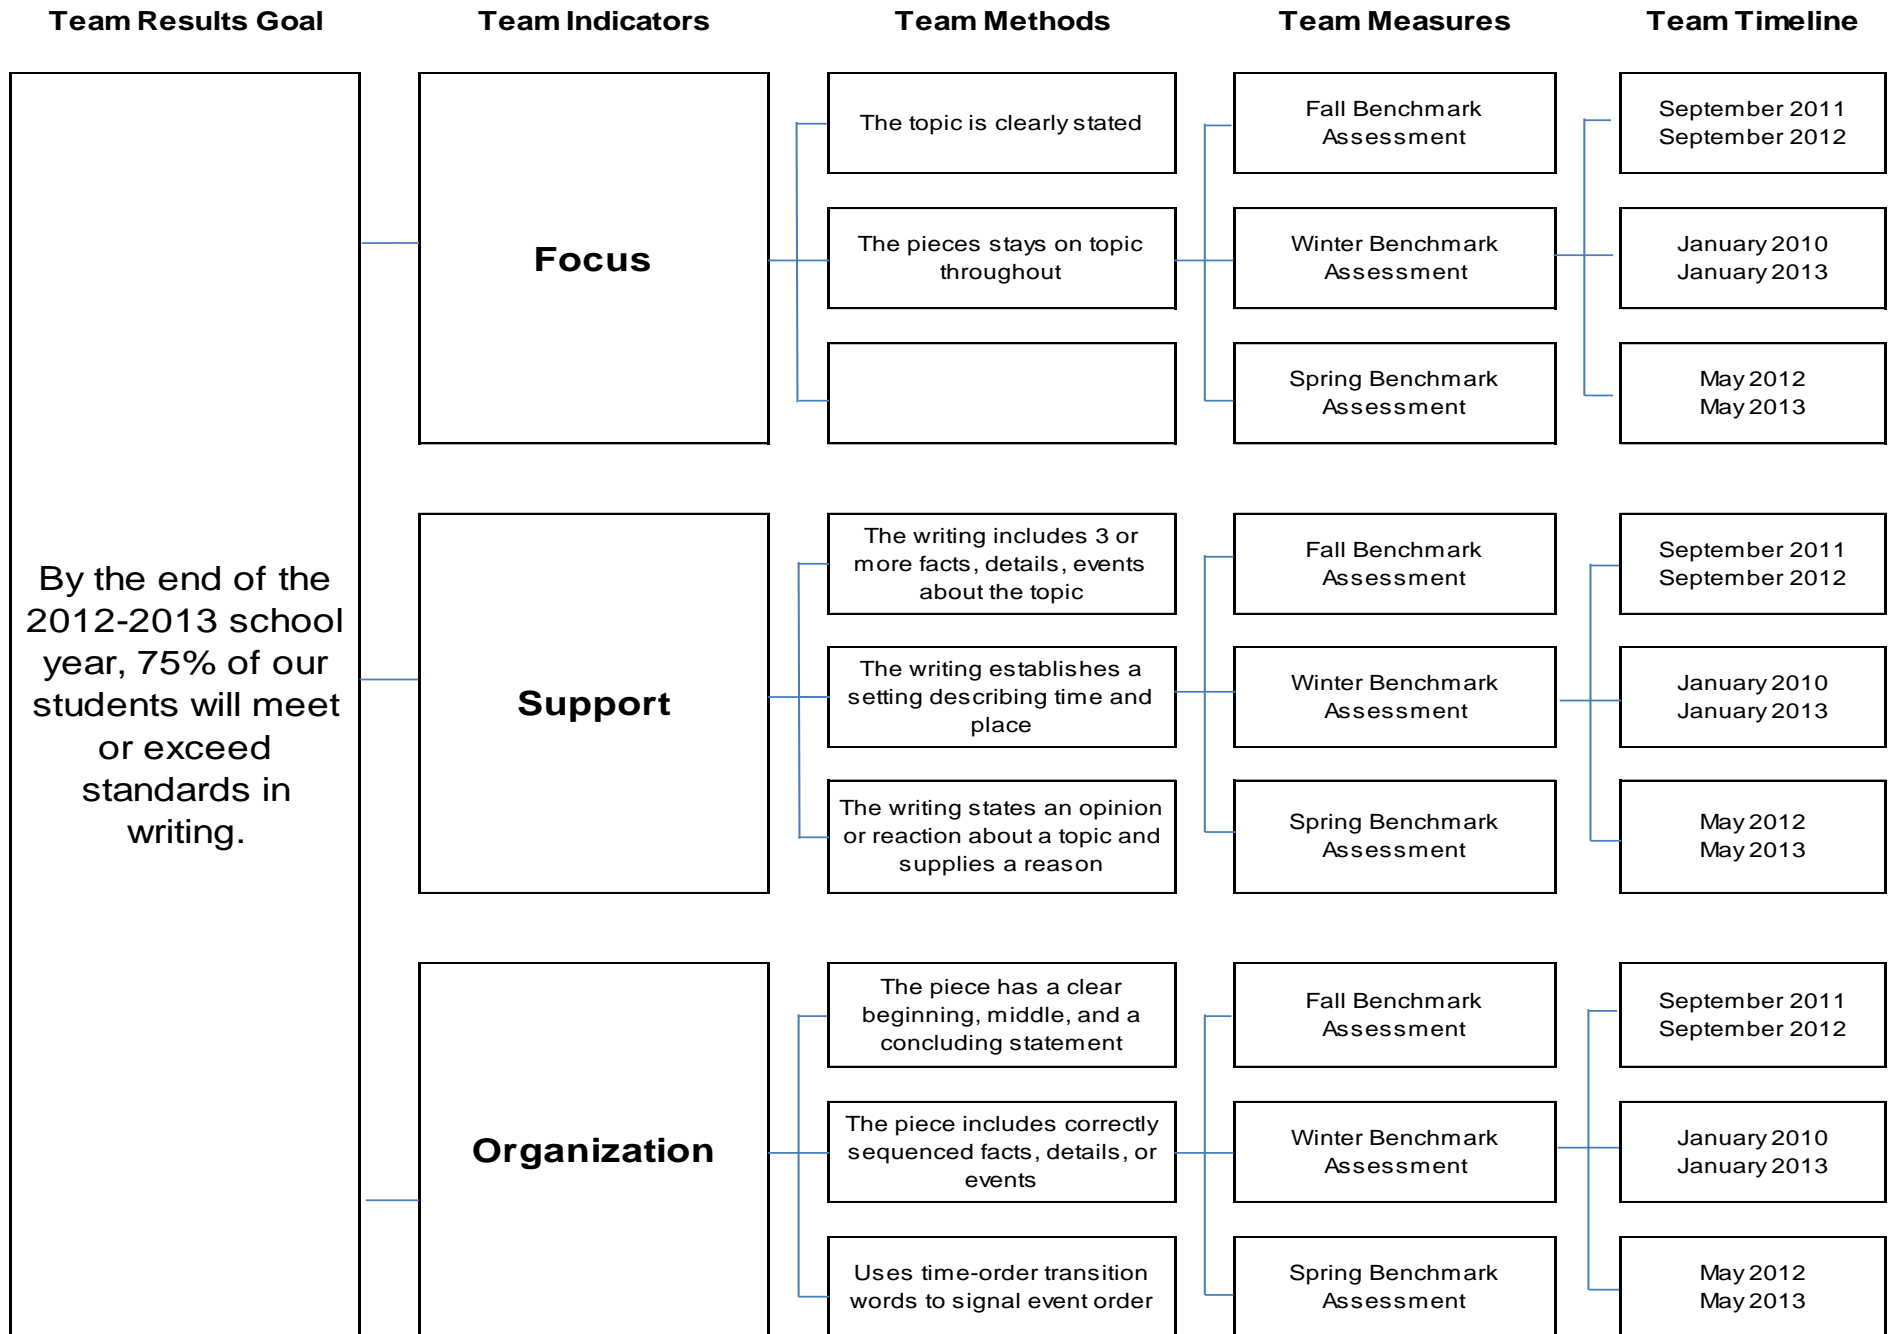 Team Results Goal
Team Indicators
Team Methods
Team Measures
Team Timeline
By the end of the
2012-2013 school
year, 75% of our
students will meet
or exceed
standards in
writing.
Focus
The topic is clearly stated
The pieces stays on topic
throughout
Fall Benchmark
Assessment
Winter Benchmark
Assessment
Spring Benchmark
Assessment
September 2011
September 2012
January 2010
January 2013
May 2012
May 2013
Support
The writing includes 3 or
more facts, details, events
about the topic
The writing establishes a
setting describing time and
place
The writing states an opinion
or reaction about a topic and
supplies a reason
Fall Benchmark
Assessment
Winter Benchmark
Assessment
Spring Benchmark
Assessment
September 2011
September 2012
January 2010
January 2013
May 2012
May 2013
Organization
The piece has a clear
beginning, middle, and a
concluding statement
The piece includes correctly
sequenced facts, details, or
events
Uses time-order transition
words to signal event order
Fall Benchmark
Assessment
Winter Benchmark
Assessment
Spring Benchmark
Assessment
September 2011
September 2012
January 2010
January 2013
May 2012
May 2013